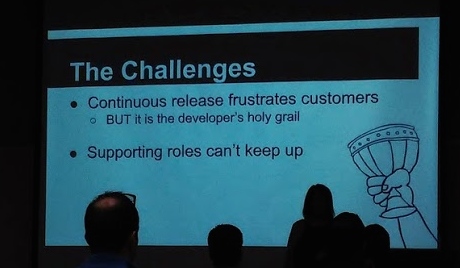 The Challenges
● Continuous release frustrates customers
○ BUT it is the developer's holy grail
● Supporting roles can't keep up